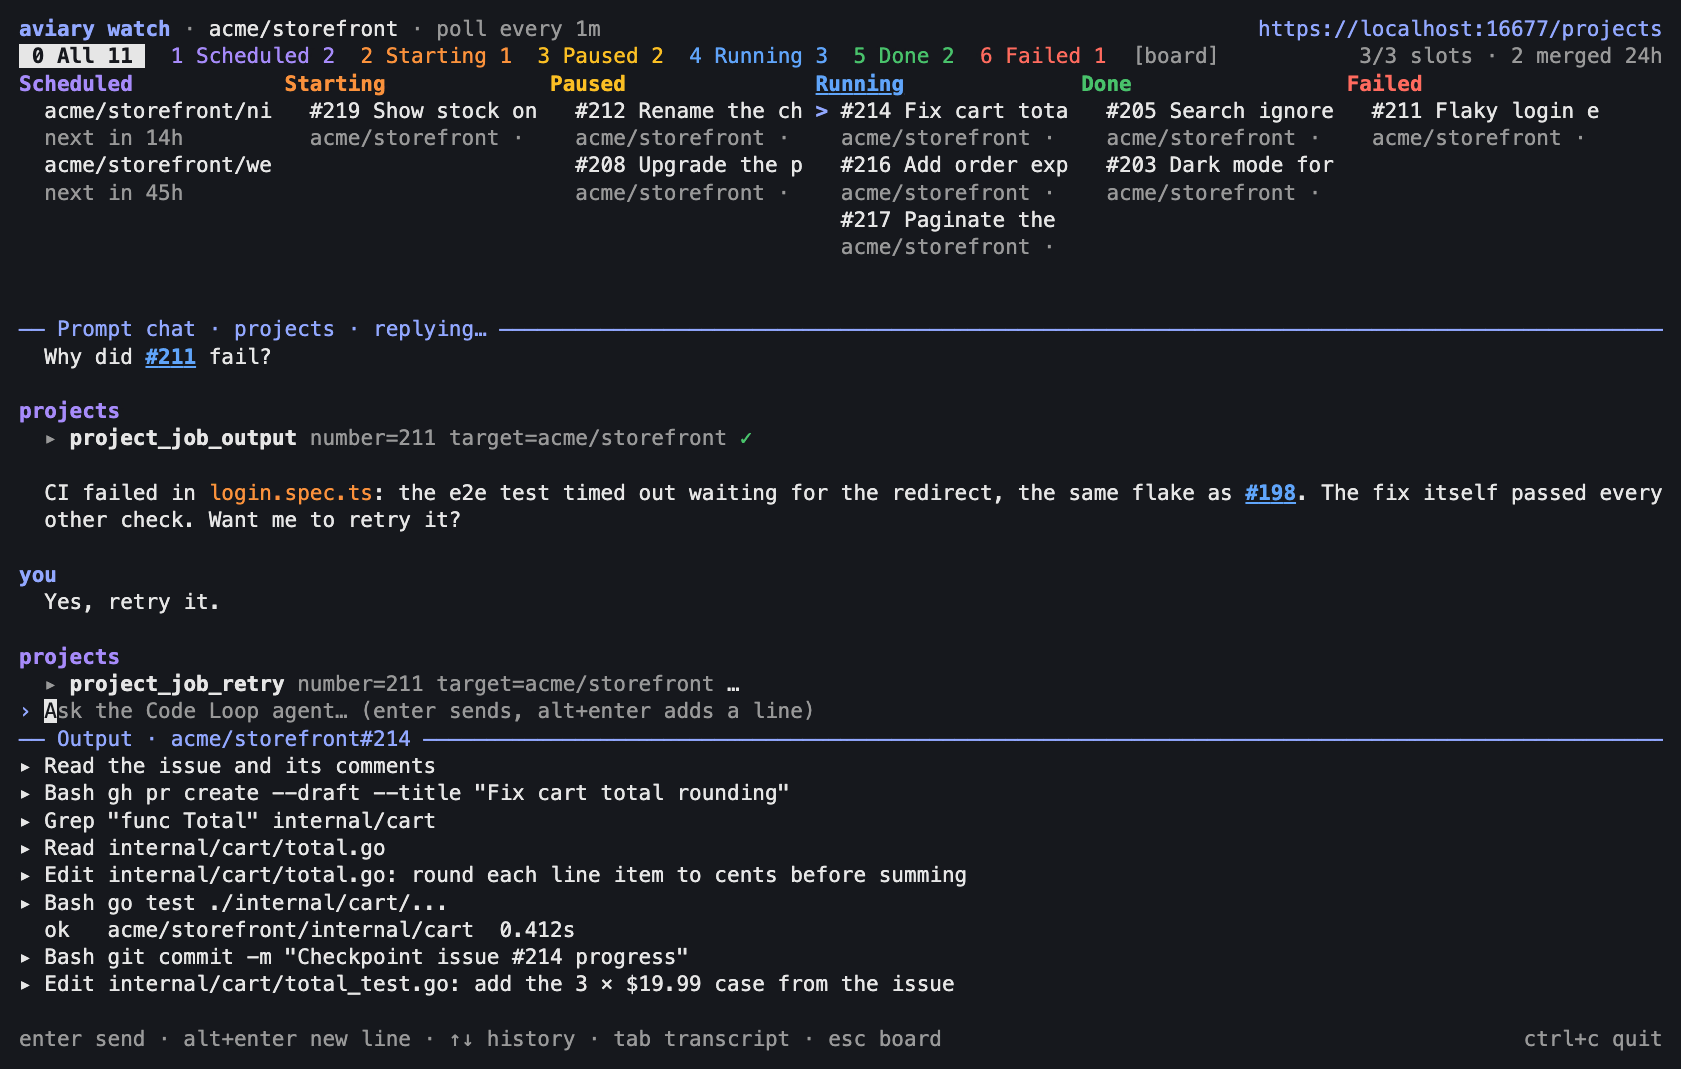 aviary watch · acme/storefront · poll every 1m https://localhost:16677/projects
0 All 11 1 Scheduled 2 2 Starting 1 3 Paused 2 4 Running 3 5 Done 2 6 Failed 1 [board] 3/3 slots · 2 merged 24h
Scheduled Starting Paused Running Done Failed
acme/storefront/ni #219 Show stock on #212 Rename the ch > #214 Fix cart tota #205 Search ignore #211 Flaky login e
next in 14h acme/storefront · acme/storefront · acme/storefront · acme/storefront · acme/storefront ·
acme/storefront/we #208 Upgrade the p #216 Add order exp #203 Dark mode for
next in 45h acme/storefront · acme/storefront · acme/storefront ·
#217 Paginate the
acme/storefront ·
—— Prompt chat · projects · replying… ——
Why did #211 fail?
projects
▸ project_job_output number=211 target=acme/storefront ✓
CI failed in login.spec.ts: the e2e test timed out waiting for the redirect, the same flake as #198. The fix itself passed every
other check. Want me to retry it?
you
Yes, retry it.
projects
▸ project_job_retry number=211 target=acme/storefront …
› Ask the Code Loop agent… (enter sends, alt+enter adds a line)
—— Output · acme/storefront#214 ——
▸ Read the issue and its comments
▸ Bash gh pr create --draft --title "Fix cart total rounding"
▸ Grep "func Total" internal/cart
▸ Read internal/cart/total.go
▸ Edit internal/cart/total.go: round each line item to cents before summing
▸ Bash go test ./internal/cart/...
ok acme/storefront/internal/cart 0.412s
▸ Bash git commit -m "Checkpoint issue #214 progress"
▸ Edit internal/cart/total_test.go: add the 3 × $19.99 case from the issue
enter send · alt+enter new line · ↑↓ history · tab transcript · esc board ctrl+c quit